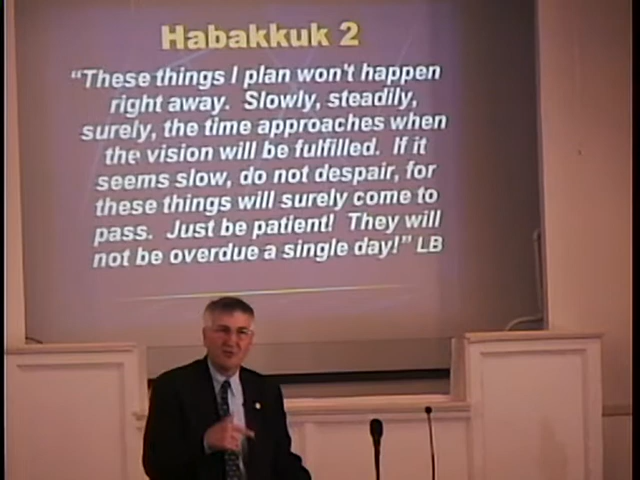 Habakkuk 2
“These things I plan won't happen
right away. Slowly, steadily,
surely, the time approaches when
the vision will be fulfilled. If it
seems slow, do not despair, for
these things will surely come to
pass. Just be patient! They will
not be overdue a single day!” LB